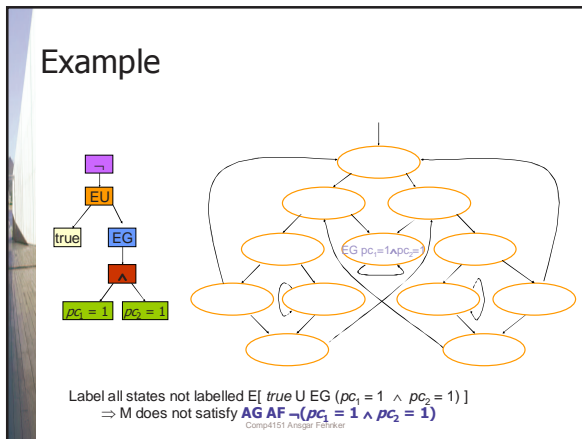 Example
¬
EU
true
EG
∧
pc₁ = 1
pc₂ = 1
EG pc₁=1∧pc₂=1
Label all states not labelled E[ true U EG (pc₁ = 1 ∧ pc₂ = 1) ]
⇒ M does not satisfy AG AF ¬(pc₁ = 1 ∧ pc₂ = 1)
Comp4151 Ansgar Fehnker